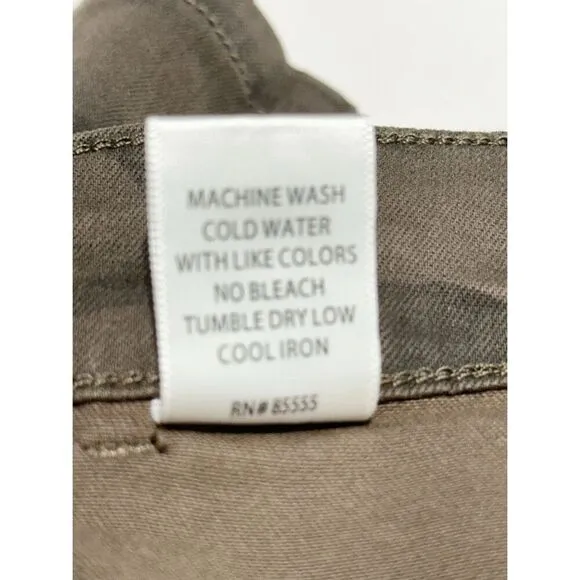 MACHINE WASH
COLD WATER
WITH LIKE COLORS
NO BLEACH
TUMBLE DRY LOW
COOL IRON
RN# 85555